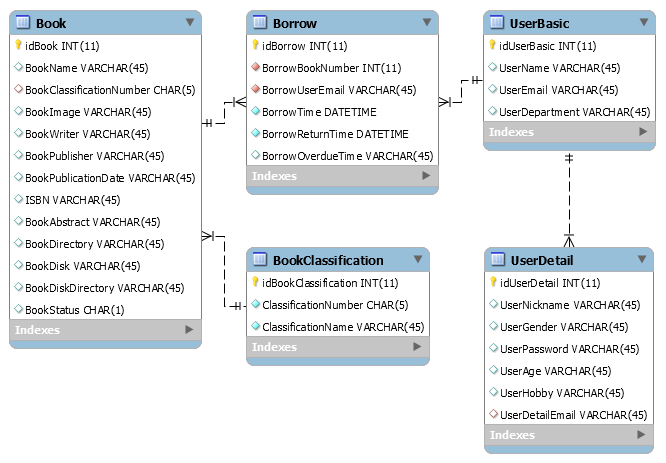 Book
idBook INT(11)
BookName VARCHAR(45)
BookClassificationNumber CHAR(5)
BookImage VARCHAR(45)
BookWriter VARCHAR(45)
BookPublisher VARCHAR(45)
BookPublicationDate VARCHAR(45)
ISBN VARCHAR(45)
BookAbstract VARCHAR(45)
BookDirectory VARCHAR(45)
BookDisk VARCHAR(45)
BookDiskDirectory VARCHAR(45)
BookStatus CHAR(1)
Indexes
Borrow
idBorrow INT(11)
BorrowBookNumber INT(11)
BorrowUserEmail VARCHAR(45)
BorrowTime DATETIME
BorrowReturnTime DATETIME
BorrowOverdueTime VARCHAR(45)
Indexes
BookClassification
idBookClassification INT(11)
ClassificationNumber CHAR(5)
ClassificationName VARCHAR(45)
Indexes
UserBasic
idUserBasic INT(11)
UserName VARCHAR(45)
UserEmail VARCHAR(45)
UserDepartment VARCHAR(45)
Indexes
UserDetail
idUserDetail INT(11)
UserNickname VARCHAR(45)
UserGender VARCHAR(45)
UserPassword VARCHAR(45)
UserAge VARCHAR(45)
UserHobby VARCHAR(45)
UserDetailEmail VARCHAR(45)
Indexes